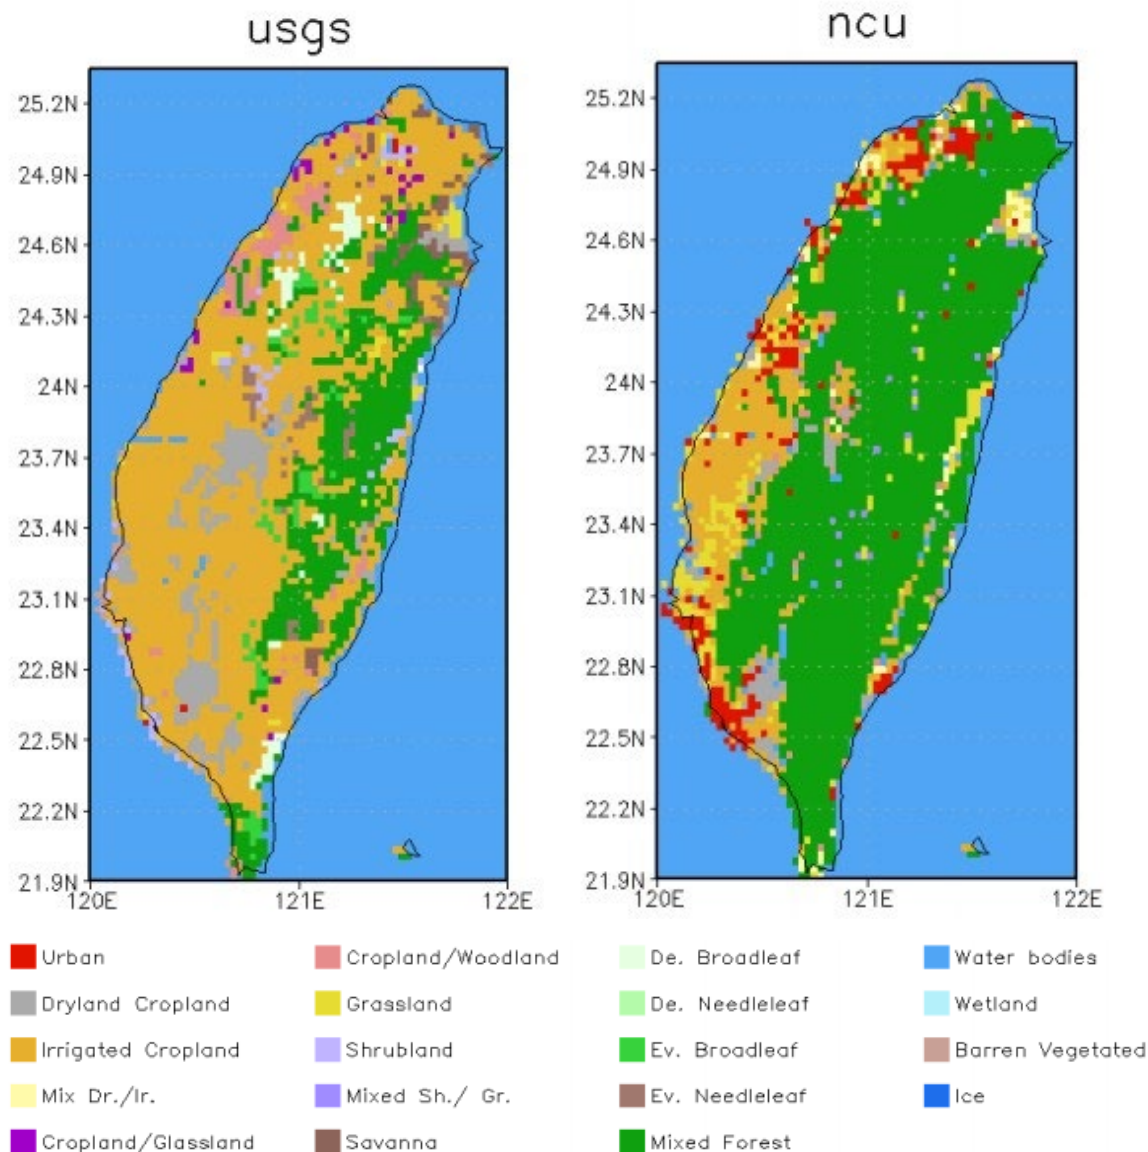 usgs
ncu
25.2N
24.9N
24.6N
24.3N
24N
23.7N
23.4N
23.1N
22.8N
22.5N
22.2N
21.9N
120E 121E 122E
25.2N
24.9N
24.6N
24.3N
24N
23.7N
23.4N
23.1N
22.8N
22.5N
22.2N
21.9N
120E 121E 122E
Urban
Dryland Cropland
Irrigated Cropland
Mix Dr./Ir.
Cropland/Glassland
Cropland/Woodland
Grassland
Shrubland
Mixed Sh./ Gr.
Savanna
De. Broadleaf
De. Needleleaf
Ev. Broadleaf
Ev. Needleleaf
Mixed Forest
Water bodies
Wetland
Barren Vegetated
Ice